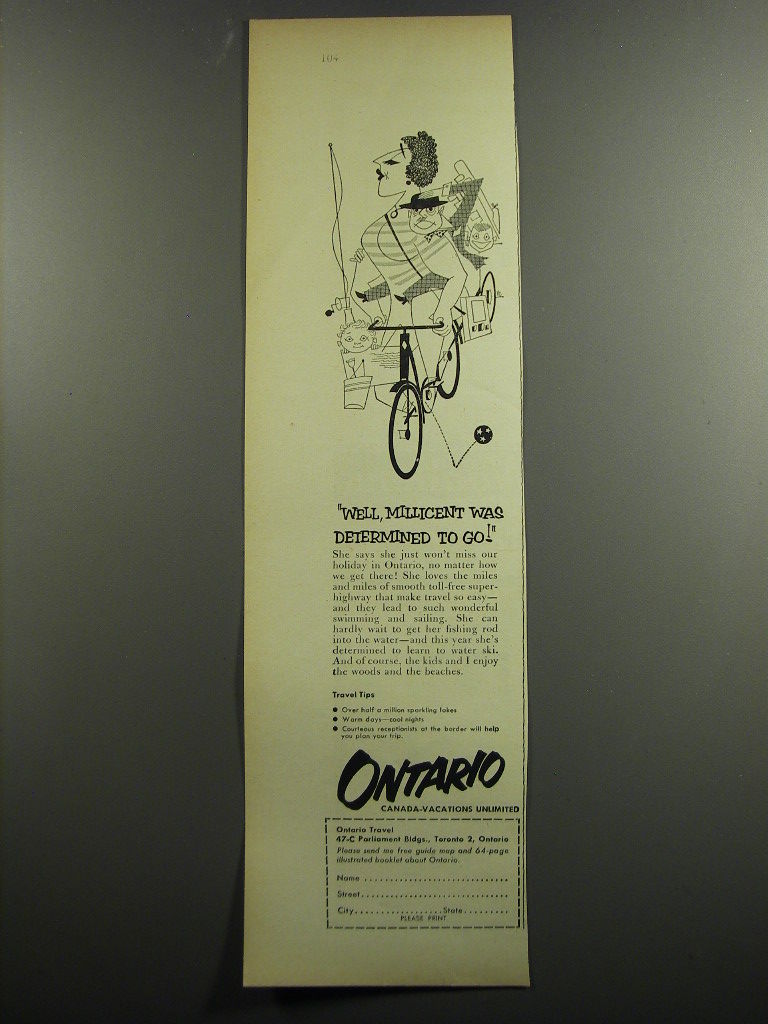 104
"WELL, MILLICENT WAS
DETERMINED TO GO!"
She says she just won't miss our
holiday in Ontario, no matter how
we get there! She loves the miles
and miles of smooth toll-free super-
highway that make travel so easy—
and they lead to such wonderful
swimming and sailing. She can
hardly wait to get her fishing rod
into the water—and this year she's
determined to learn to water ski.
And of course, the kids and I enjoy
the woods and the beaches.
Travel Tips
● Over half a million sparkling lakes
● Warm days—cool nights
● Courteous receptionists at the border will help
you plan your trip.
ONTARIO
CANADA-VACATIONS UNLIMITED
Ontario Travel
47-C Parliament Bldgs., Toronto 2, Ontario
Please send me free guide map and 64-page
illustrated booklet about Ontario.
Name ..............................
Street..............................
City...................State.........
PLEASE PRINT